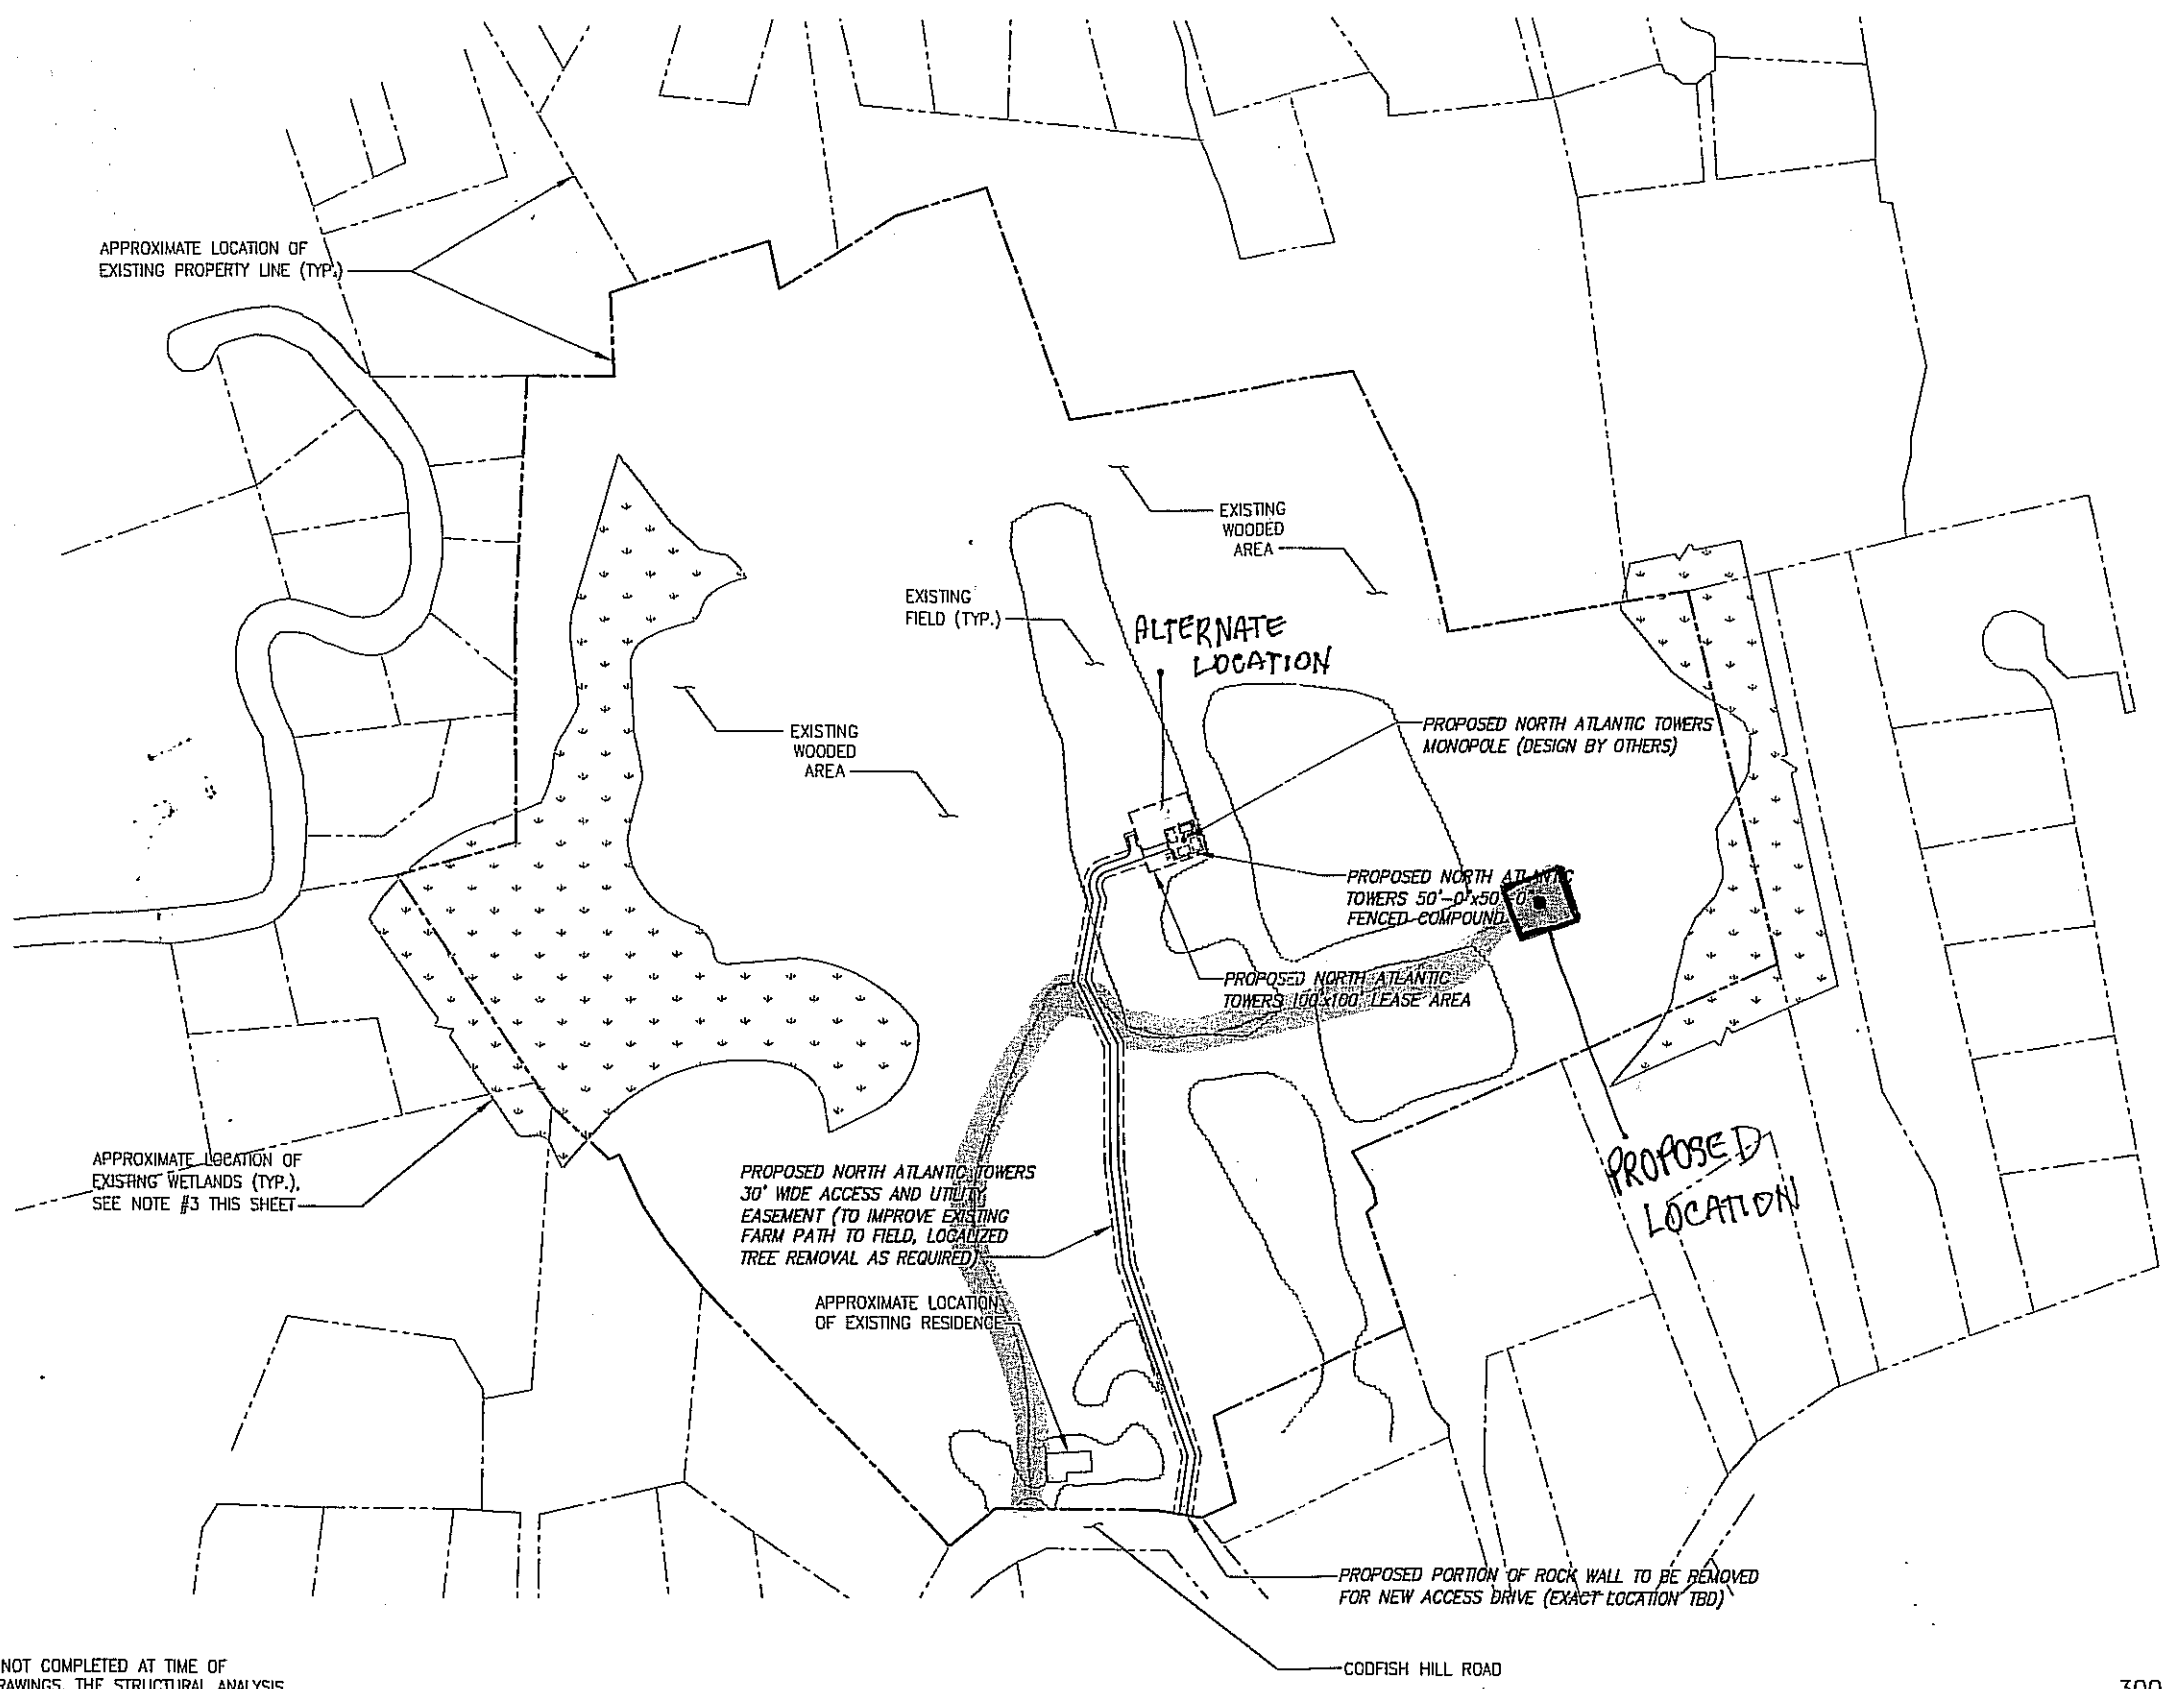 APPROXIMATE LOCATION OF
EXISTING PROPERTY LINE (TYP.)
EXISTING
WOODED
AREA
EXISTING
FIELD (TYP.)
ALTERNATE
LOCATION
EXISTING
WOODED
AREA
PROPOSED NORTH ATLANTIC TOWERS
MONOPOLE (DESIGN BY OTHERS)
PROPOSED NORTH ATLANTIC
TOWERS 50'-0"x50'-0"
FENCED COMPOUND
PROPOSED NORTH ATLANTIC
TOWERS 100'x100' LEASE AREA
APPROXIMATE LOCATION OF
EXISTING WETLANDS (TYP.),
SEE NOTE #3 THIS SHEET
PROPOSED NORTH ATLANTIC TOWERS
30' WIDE ACCESS AND UTILITY
EASEMENT (TO IMPROVE EXISTING
FARM PATH TO FIELD, LOCALIZED
TREE REMOVAL AS REQUIRED)
PROPOSED
LOCATION
APPROXIMATE LOCATION
OF EXISTING RESIDENCE
PROPOSED PORTION OF ROCK WALL TO BE REMOVED
FOR NEW ACCESS DRIVE (EXACT LOCATION TBD)
CODFISH HILL ROAD
NOT COMPLETED AT TIME OF
RAWINGS. THE STRUCTURAL ANALYSIS
300